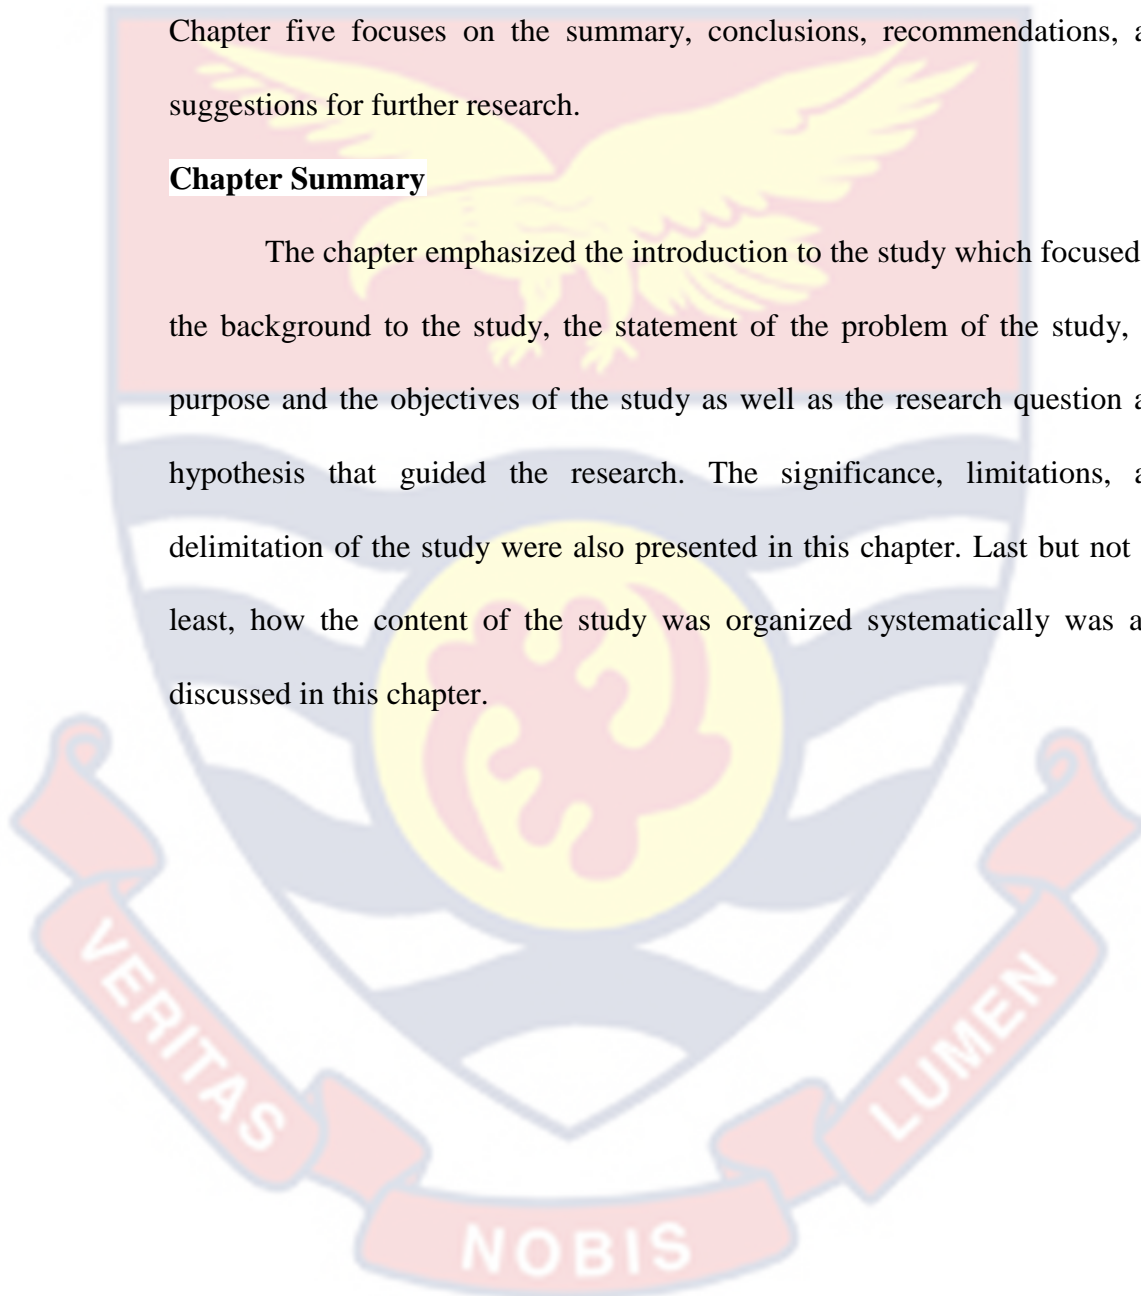 Chapter five focuses on the summary, conclusions, recommendations, a
suggestions for further research.
Chapter Summary
The chapter emphasized the introduction to the study which focused
the background to the study, the statement of the problem of the study,
purpose and the objectives of the study as well as the research question a
hypothesis that guided the research. The significance, limitations, a
delimitation of the study were also presented in this chapter. Last but not
least, how the content of the study was organized systematically was a
discussed in this chapter.
VERITAS
NOBIS
LUMEN